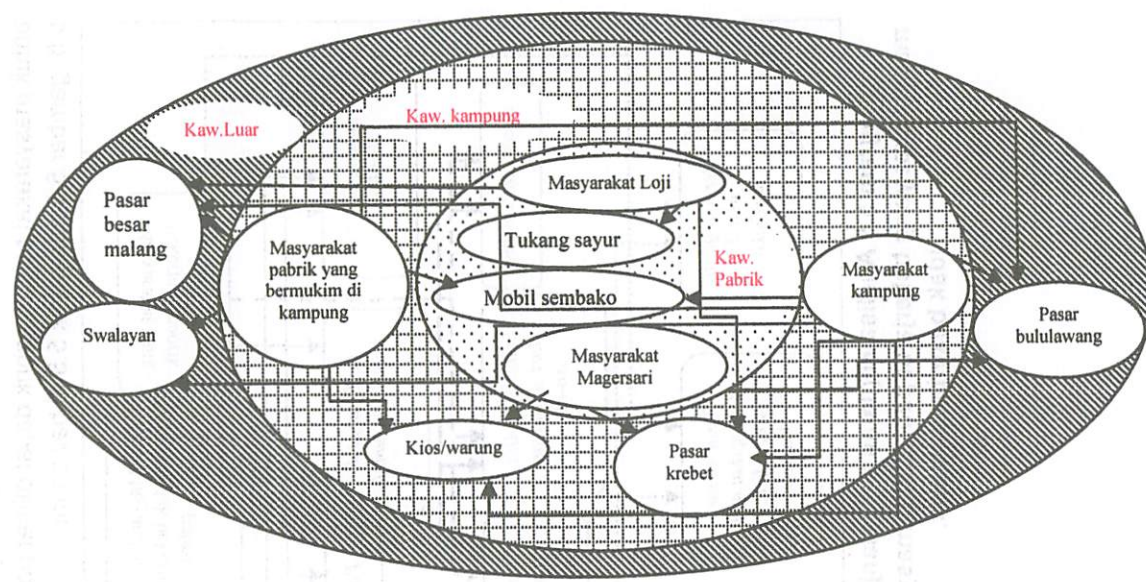 Kaw.Luar
Kaw. kampung
Masyarakat Loji
Pasar
besar
malang
Tukang sayur
Masyarakat
pabrik yang
bermukim di
kampung
Kaw.
Pabrik
Masyarakat
kampung
Mobil sembako
Swalayan
Pasar
bululawang
Masyarakat
Magersari
Kios/warung
Pasar
krebet